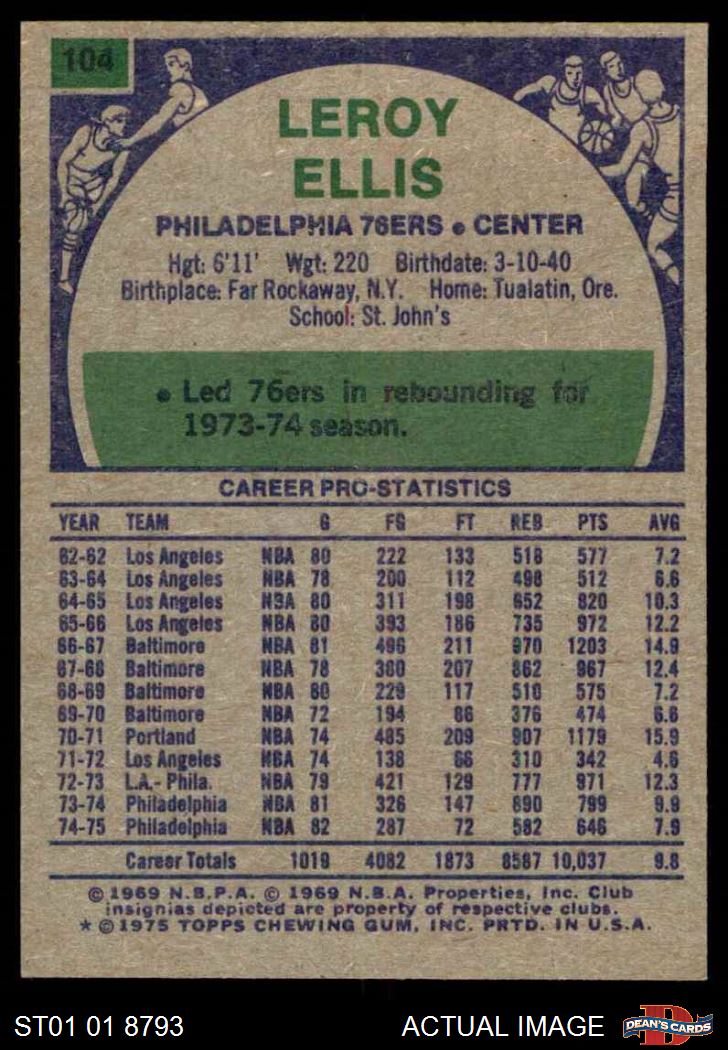 104
LEROY
ELLIS
PHILADELPHIA 76ERS • CENTER
Hgt: 6'11' Wgt: 220 Birthdate: 3-10-40
Birthplace: Far Rockaway, N.Y. Home: Tualatin, Ore.
School: St. John's
• Led 76ers in rebounding for
1973-74 season.
CAREER PRO-STATISTICS
YEAR TEAM G FG FT REB PTS AVG
62-62 Los Angeles NBA 80 222 133 518 577 7.2
63-64 Los Angeles NBA 78 200 112 498 512 6.6
64-65 Los Angeles NBA 80 311 198 652 820 10.3
65-66 Los Angeles NBA 80 393 186 735 972 12.2
66-67 Baltimore NBA 81 496 211 970 1203 14.9
67-68 Baltimore NBA 78 380 207 862 967 12.4
68-69 Baltimore NBA 80 229 117 510 575 7.2
69-70 Baltimore NBA 72 194 86 376 474 6.6
70-71 Portland NBA 74 485 209 907 1179 15.9
71-72 Los Angeles NBA 74 138 66 310 342 4.6
72-73 L.A.- Phila. NBA 79 421 129 777 971 12.3
73-74 Philadelphia NBA 81 326 147 890 799 9.9
74-75 Philadelphia NBA 82 287 72 582 646 7.9
Career Totals 1019 4082 1873 8587 10,037 9.8
© 1969 N.B.P.A. © 1969 N.B.A. Properties, Inc. Club
insignias depicted are property of respective clubs.
* © 1975 TOPPS CHEWING GUM, INC. PRTD. IN U.S.A.
ST01 01 8793 ACTUAL IMAGE
DEAN'S CARDS